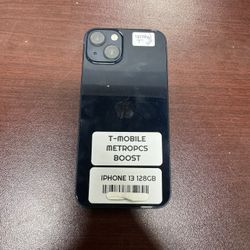 T-MOBILE
METROPCS
BOOST
IPHONE 13 128GB